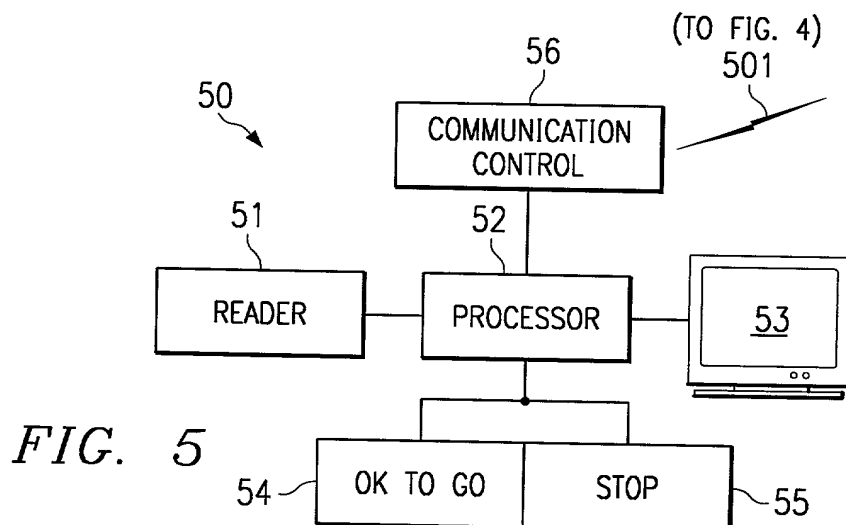 (TO FIG. 4)
501
56
50
COMMUNICATION
CONTROL
51
52
READER
PROCESSOR
53
FIG. 5
54
OK TO GO
STOP
55